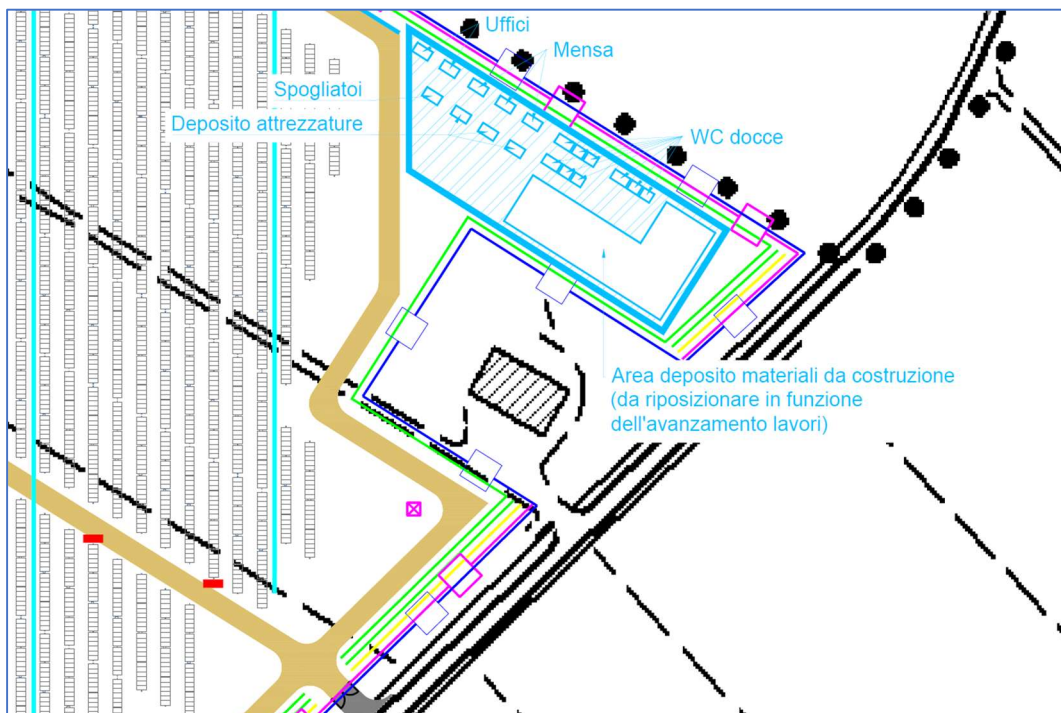 Uffici
Mensa
Spogliatoi
Deposito attrezzature
WC docce
Area deposito materiali da costruzione
(da riposizionare in funzione
dell'avanzamento lavori)